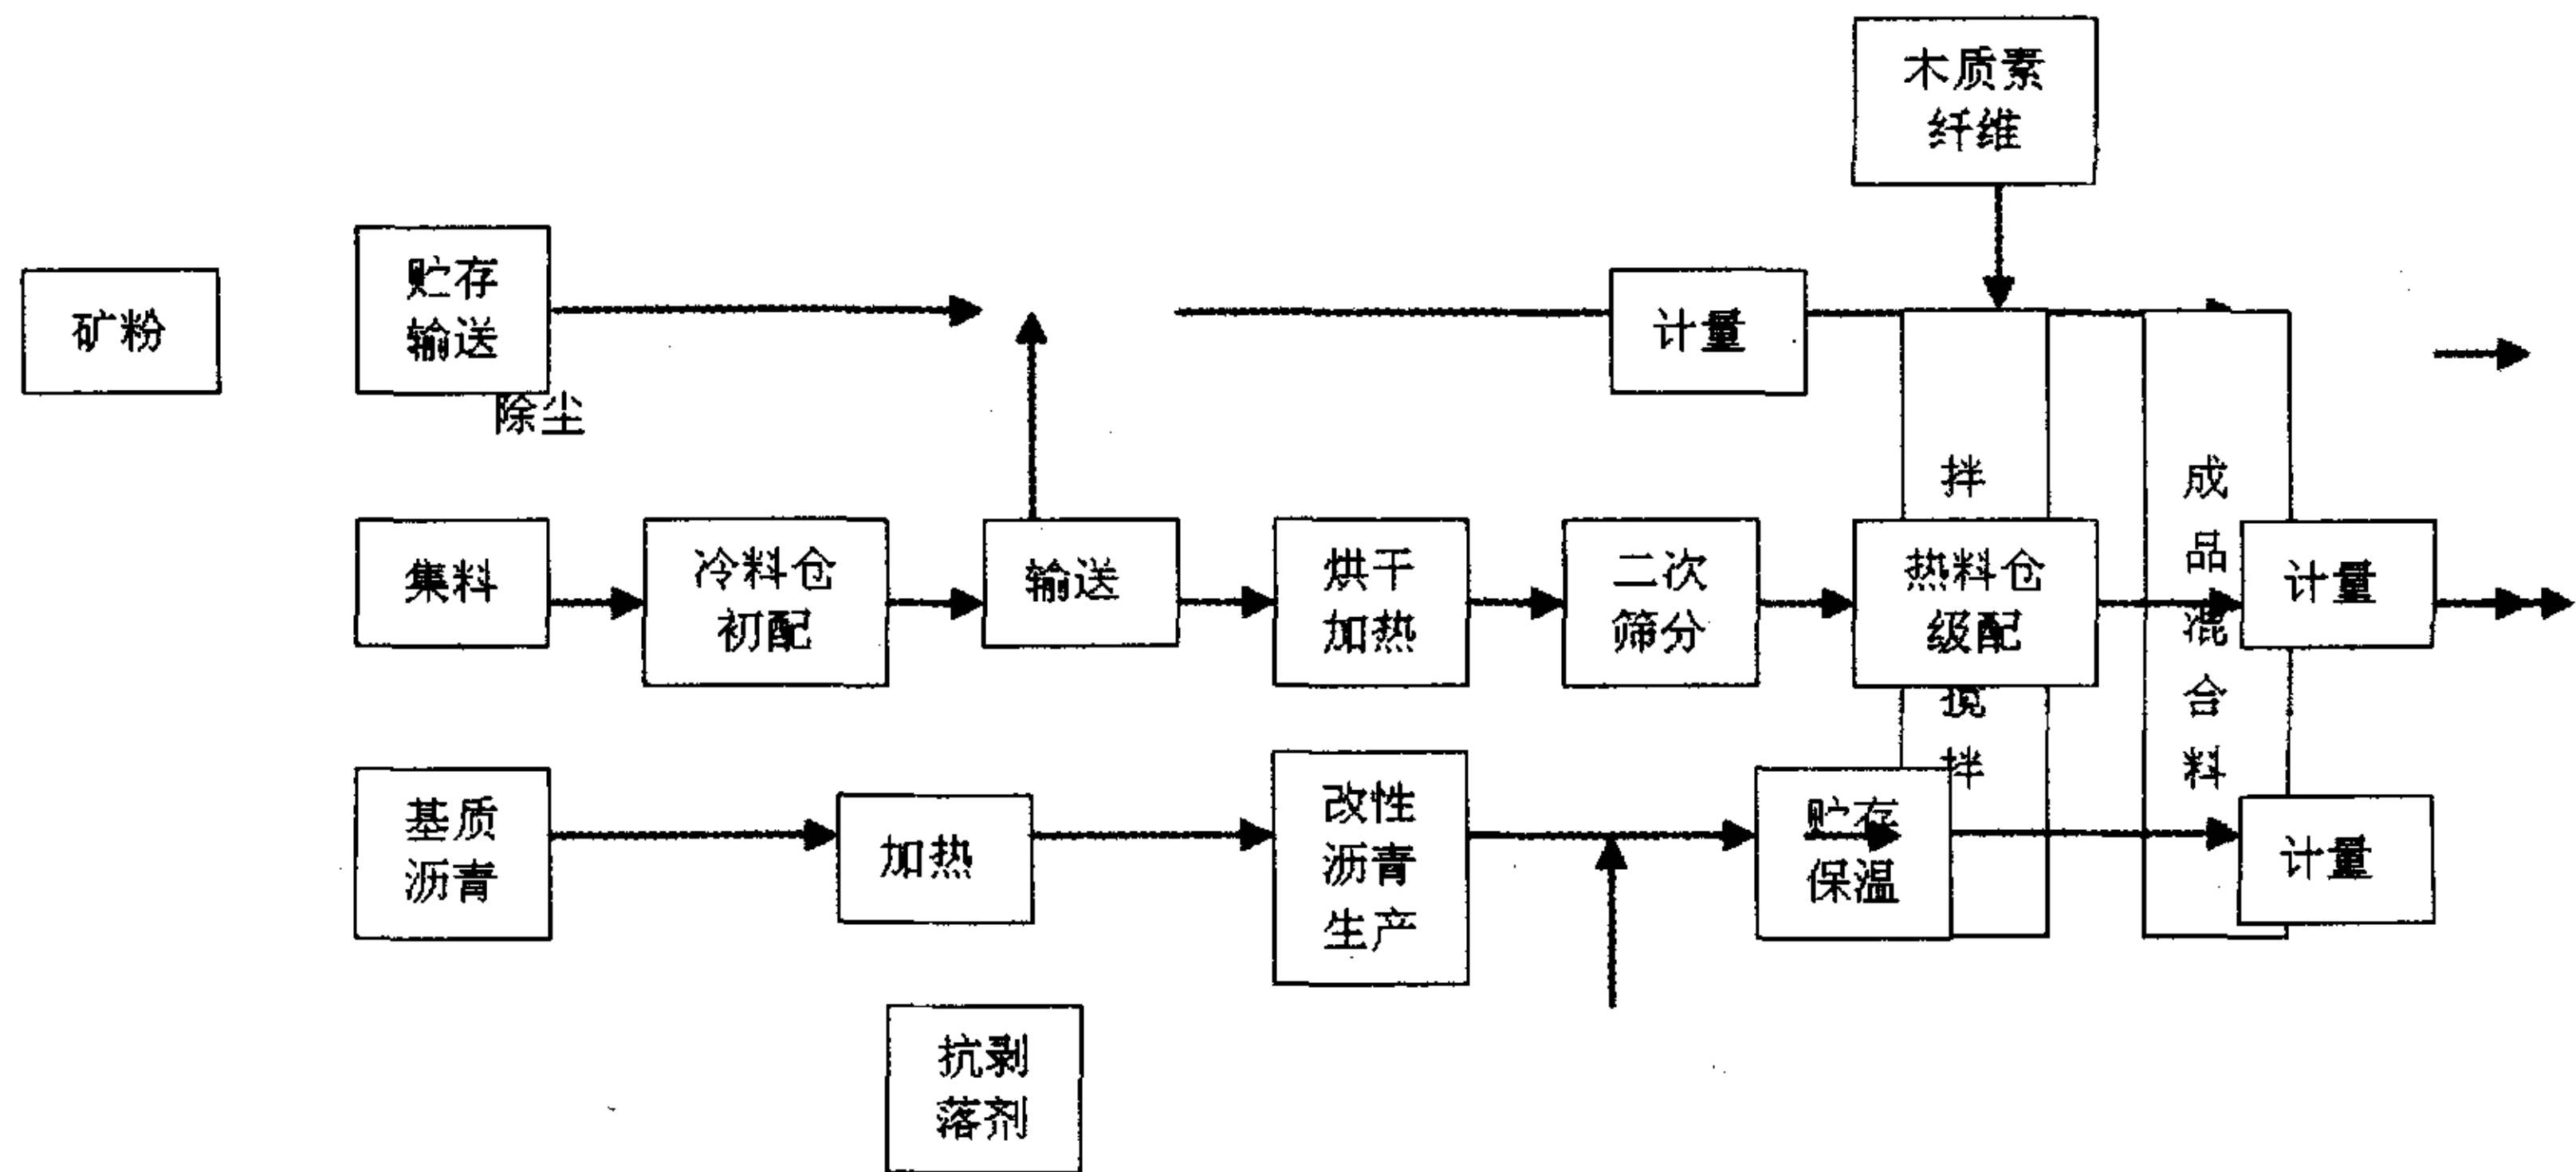 木质素
纤维
矿粉
贮存
输送
计量
除尘
集料
冷料仓
初配
输送
烘干
加热
二次
筛分
热料仓
级配
计量
拌
搅
拌
成
品
混
合
料
基质
沥青
加热
改性
沥青
生产
贮存
保温
计量
抗剥
落剂